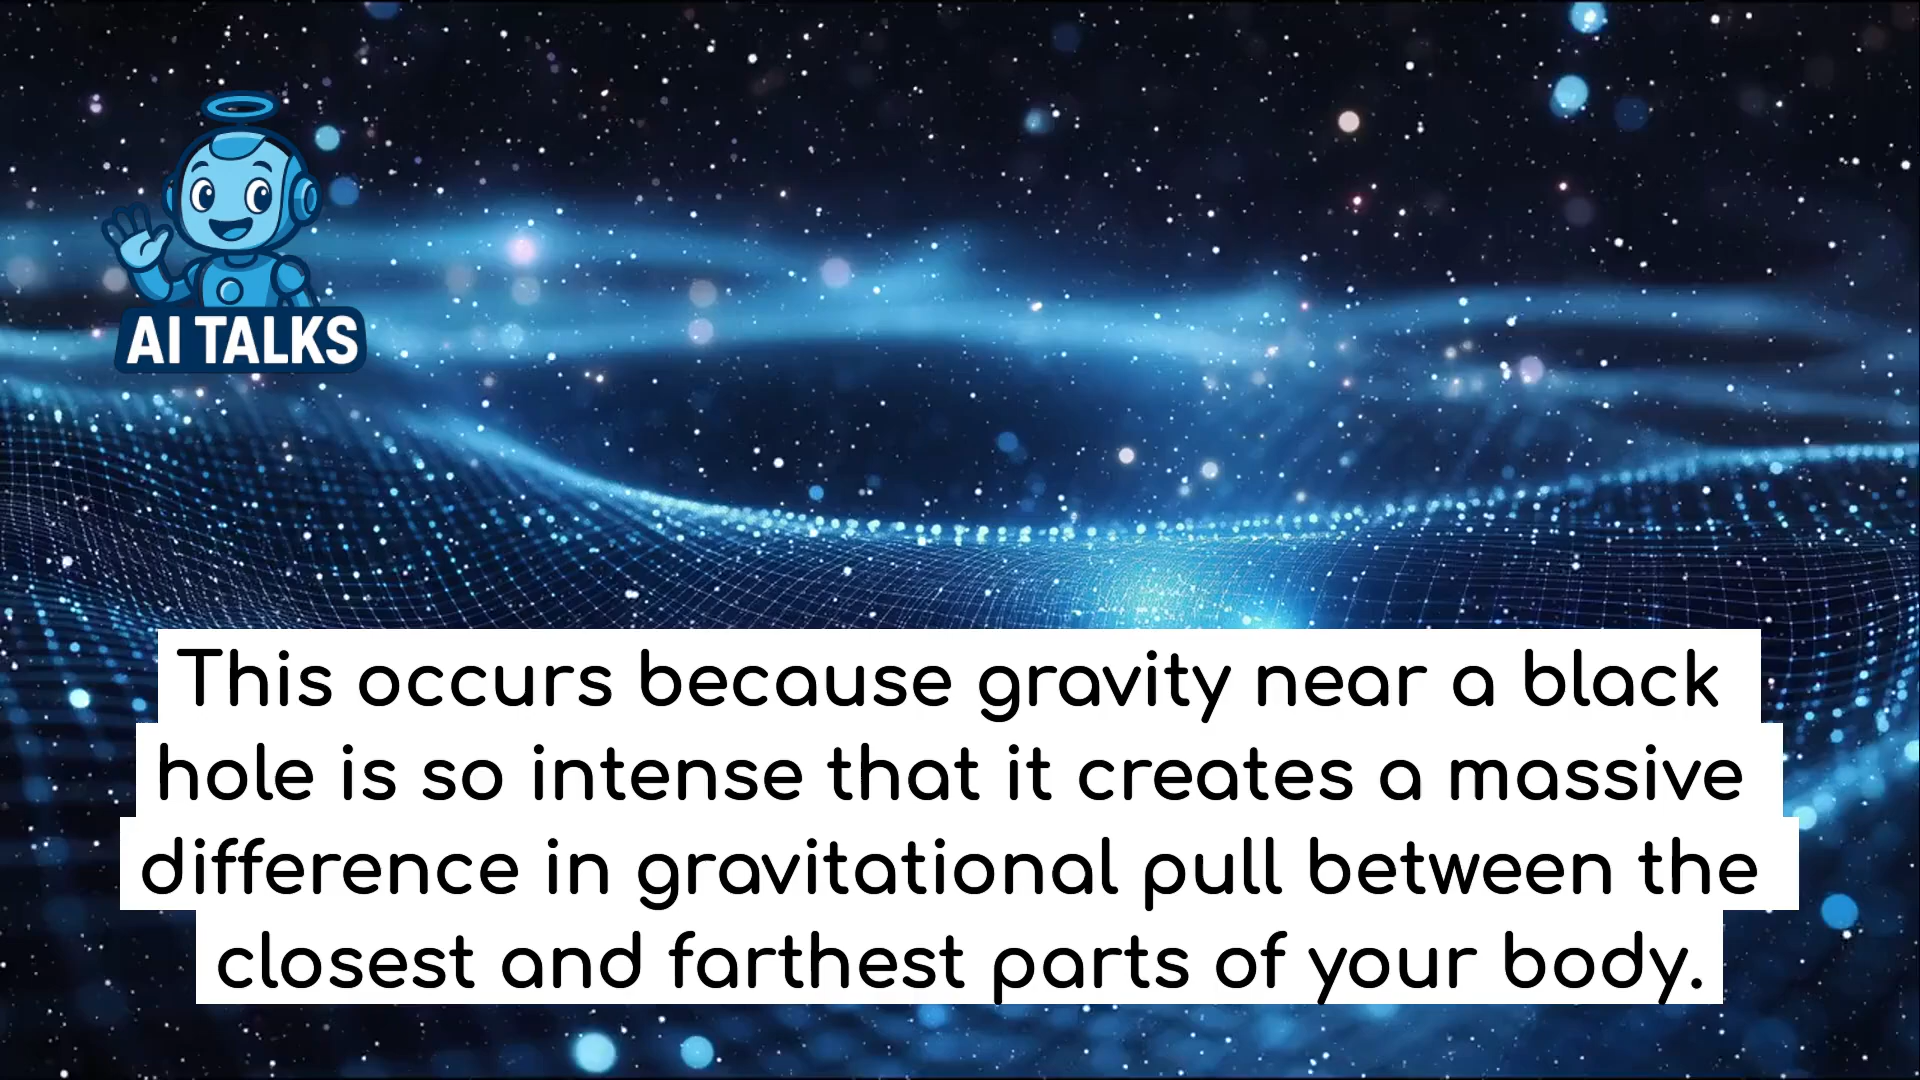 AI TALKS
This occurs because gravity near a black
hole is so intense that it creates a massive
difference in gravitational pull between the
closest and farthest parts of your body.